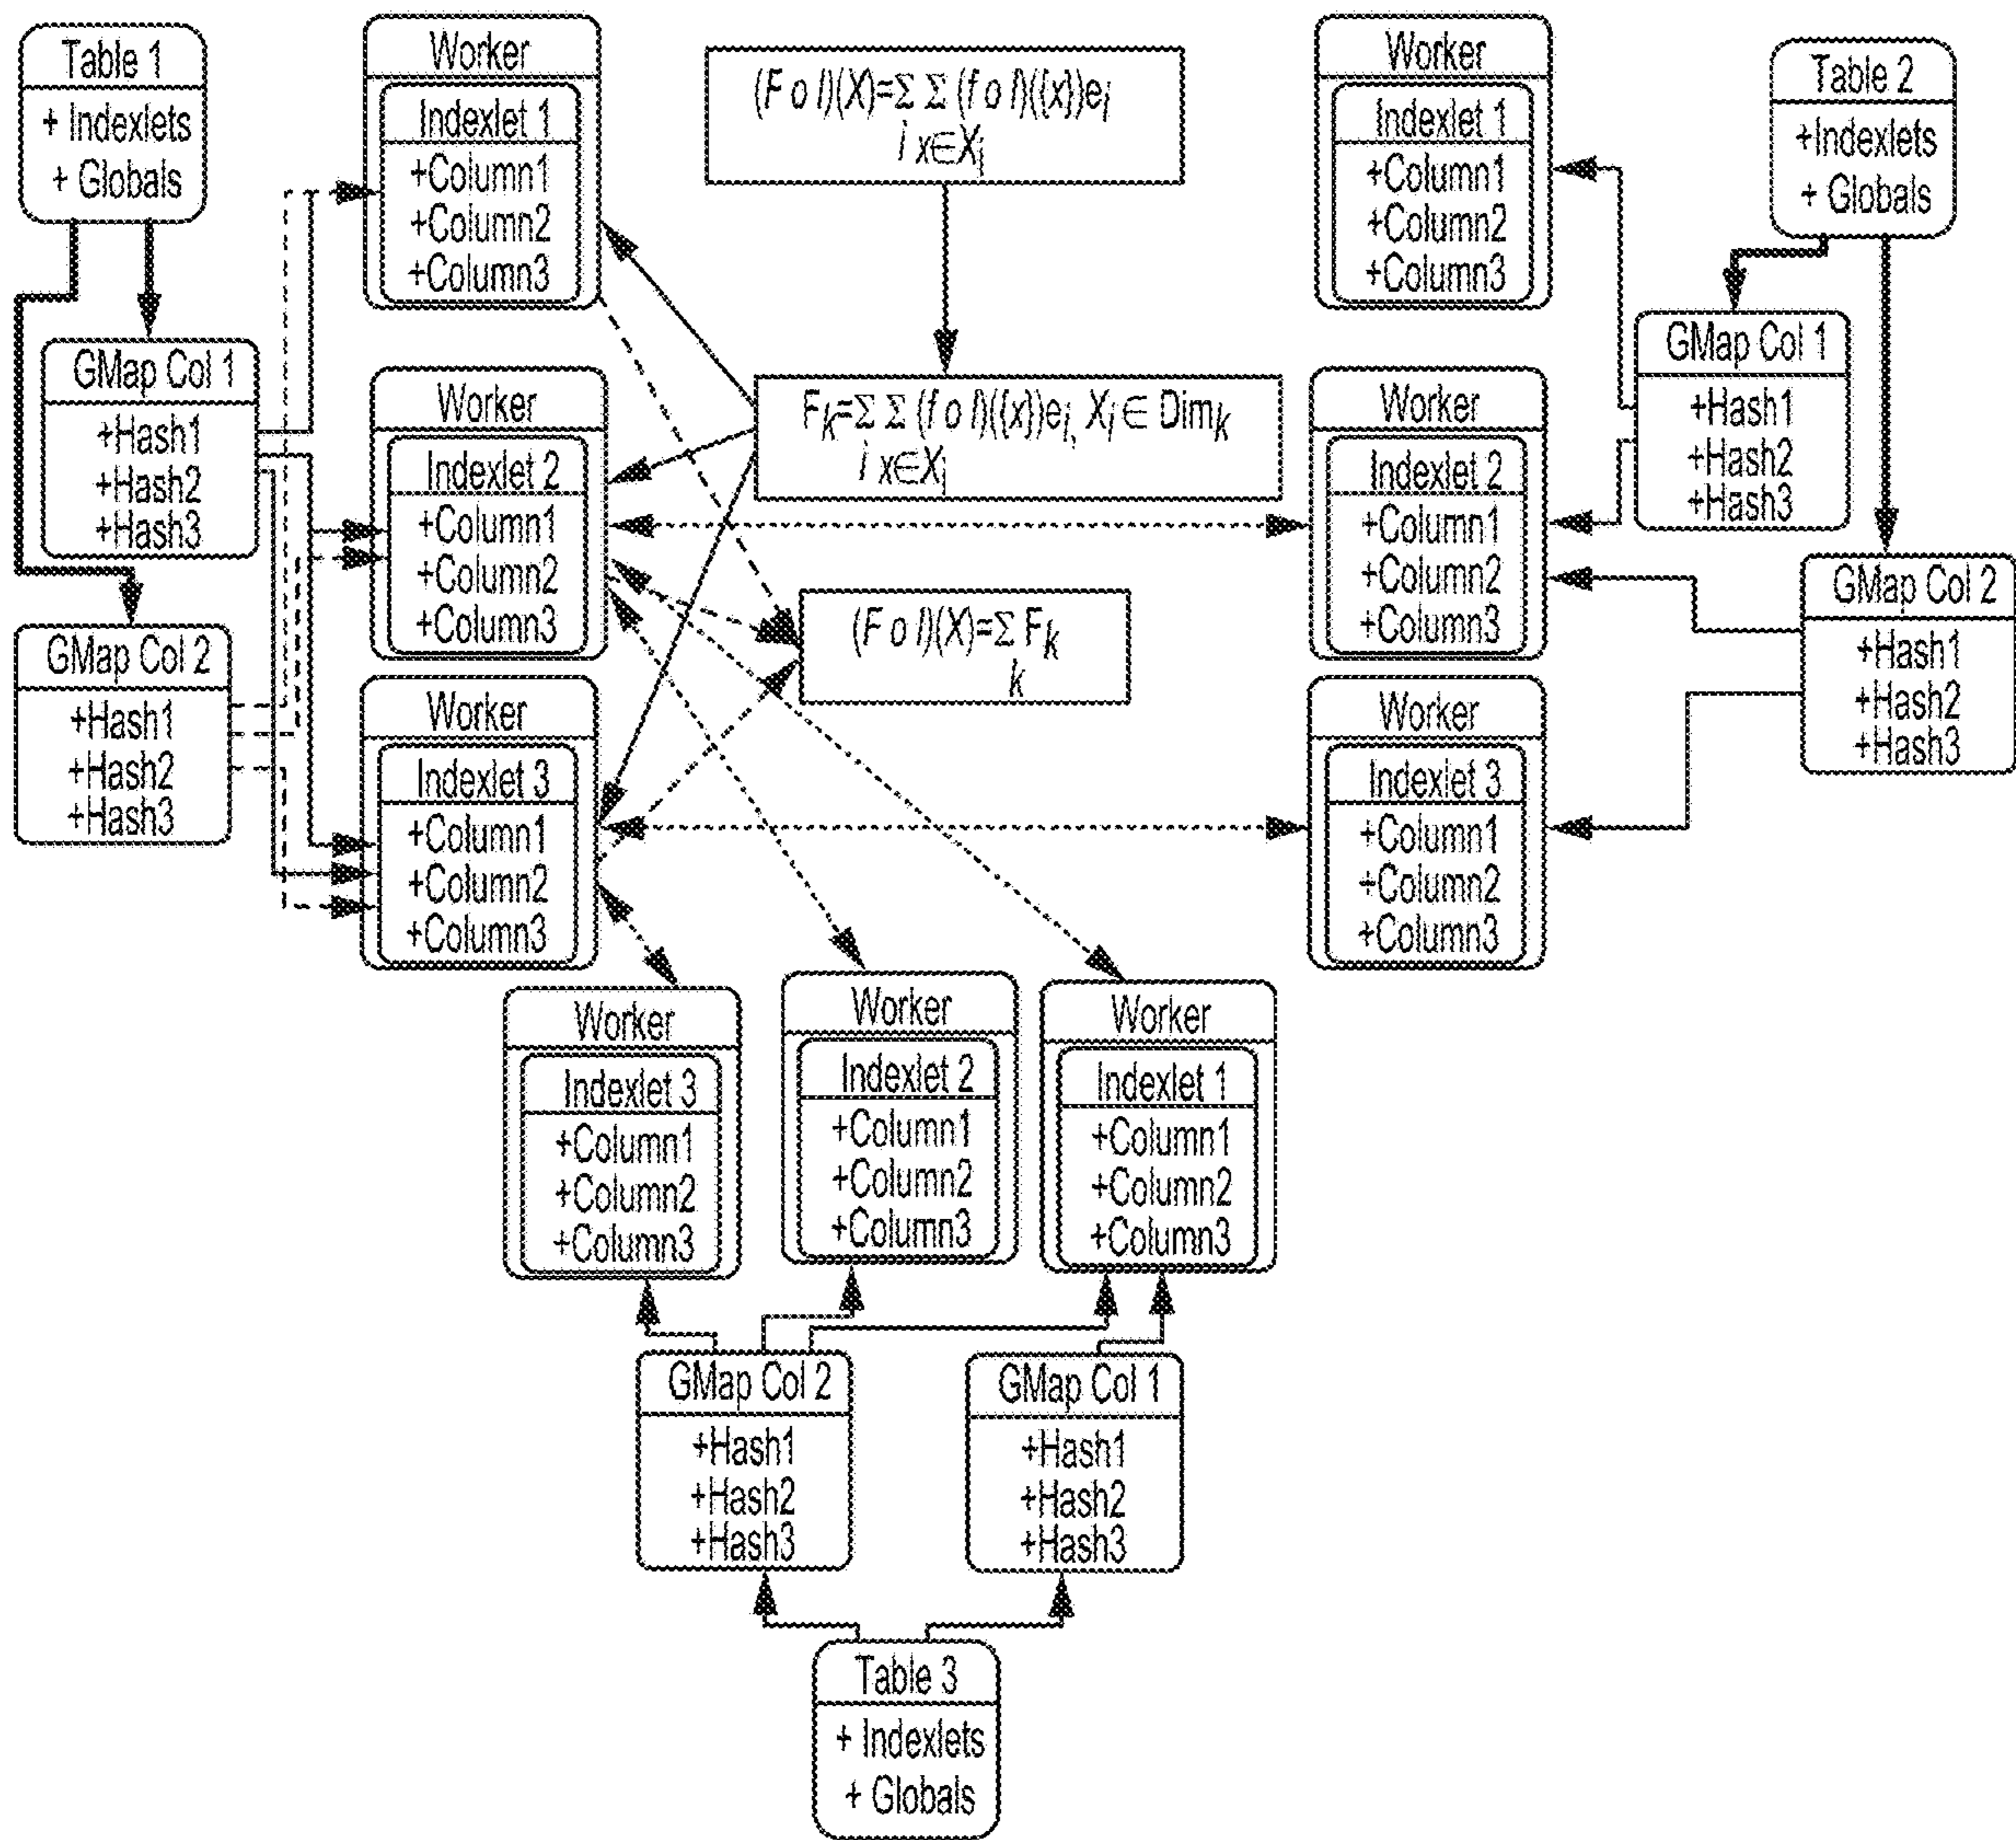 Table 1
+ Indexlets
+ Globals
GMap Col 1
+Hash1
+Hash2
+Hash3
GMap Col 2
+Hash1
+Hash2
+Hash3
Worker
Indexlet 1
+Column1
+Column2
+Column3
Worker
Indexlet 2
+Column1
+Column2
+Column3
Worker
Indexlet 3
+Column1
+Column2
+Column3
(F o I)(X)=Σ Σ (f o I)({x})ei
i x∈Xi
Fk=Σ Σ (f o I)({x})ei, Xi ∈ Dimk
i x∈Xi
(F o I)(X)=Σ Fk
k
Worker
Indexlet 1
+Column1
+Column2
+Column3
Worker
Indexlet 2
+Column1
+Column2
+Column3
Worker
Indexlet 3
+Column1
+Column2
+Column3
Table 2
+Indexlets
+ Globals
GMap Col 1
+Hash1
+Hash2
+Hash3
GMap Col 2
+Hash1
+Hash2
+Hash3
Worker
Indexlet 3
+Column1
+Column2
+Column3
Worker
Indexlet 2
+Column1
+Column2
+Column3
Worker
Indexlet 1
+Column1
+Column2
+Column3
GMap Col 2
+Hash1
+Hash2
+Hash3
GMap Col 1
+Hash1
+Hash2
+Hash3
Table 3
+ Indexlets
+ Globals